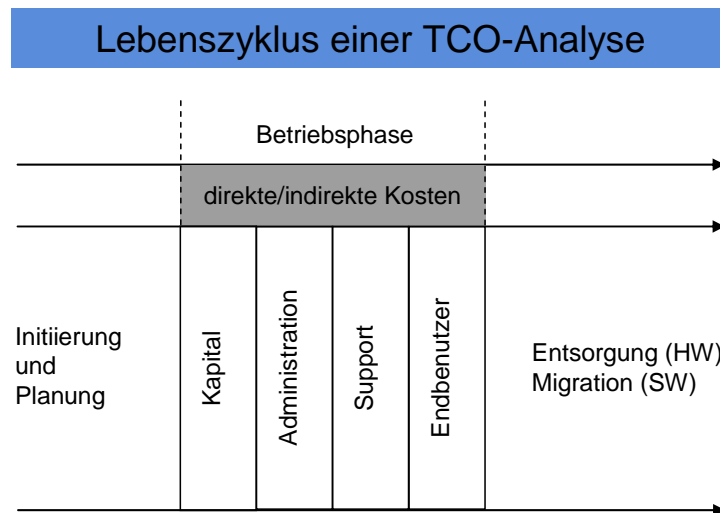 Lebenszyklus einer TCO-Analyse
Betriebsphase
direkte/indirekte Kosten
Initiierung
und
Planung
Kapital
Administration
Support
Endbenutzer
Entsorgung (HW)
Migration (SW)